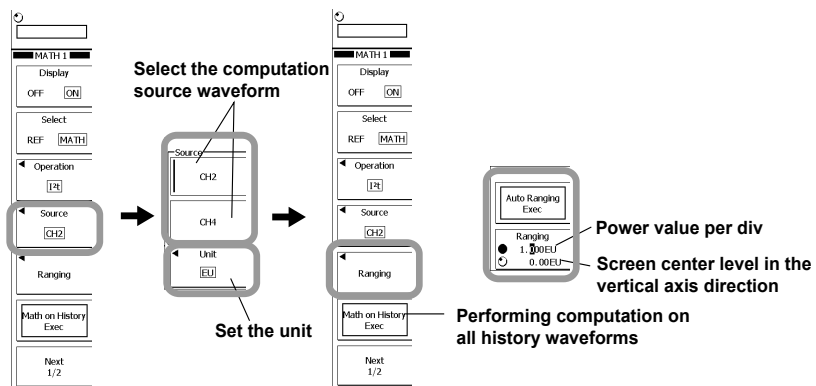 MATH 1
Display
OFF ON
Select
REF MATH
Operation
I²t
Source
CH2
Ranging
Math on History
Exec
Next
1/2
Select the computation
source waveform
Source
CH2
CH4
Unit
EU
Set the unit
MATH 1
Display
OFF ON
Select
REF MATH
Operation
I²t
Source
CH2
Ranging
Math on History
Exec
Next
1/2
Auto Ranging
Exec
Ranging
1.000EU
0.00EU
Power value per div
Screen center level in the
vertical axis direction
Performing computation on
all history waveforms